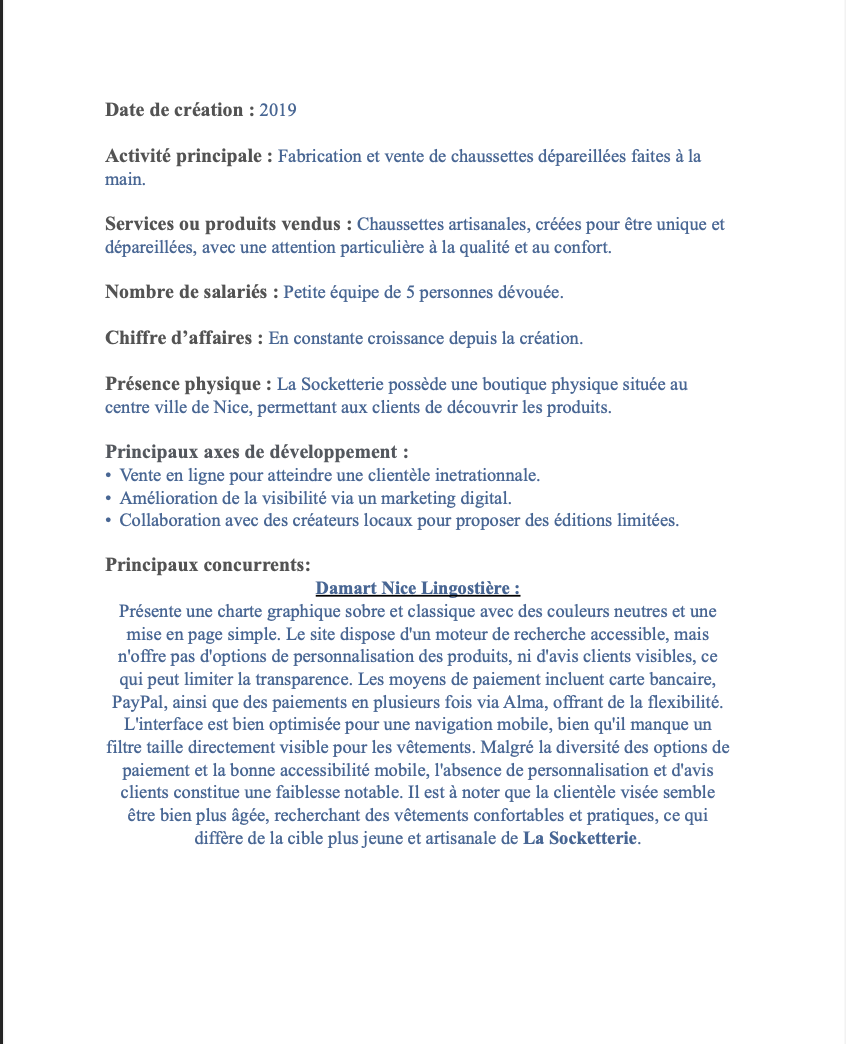 Date de création : 2019
Activité principale : Fabrication et vente de chaussettes dépareillées faites à la
main.
Services ou produits vendus : Chaussettes artisanales, créées pour être unique et
dépareillées, avec une attention particulière à la qualité et au confort.
Nombre de salariés : Petite équipe de 5 personnes dévouée.
Chiffre d’affaires : En constante croissance depuis la création.
Présence physique : La Socketterie possède une boutique physique située au
centre ville de Nice, permettant aux clients de découvrir les produits.
Principaux axes de développement :
• Vente en ligne pour atteindre une clientèle inetrationnale.
• Amélioration de la visibilité via un marketing digital.
• Collaboration avec des créateurs locaux pour proposer des éditions limitées.
Principaux concurrents:
Damart Nice Lingostière :
Présente une charte graphique sobre et classique avec des couleurs neutres et une
mise en page simple. Le site dispose d'un moteur de recherche accessible, mais
n'offre pas d'options de personnalisation des produits, ni d'avis clients visibles, ce
qui peut limiter la transparence. Les moyens de paiement incluent carte bancaire,
PayPal, ainsi que des paiements en plusieurs fois via Alma, offrant de la flexibilité.
L'interface est bien optimisée pour une navigation mobile, bien qu'il manque un
filtre taille directement visible pour les vêtements. Malgré la diversité des options de
paiement et la bonne accessibilité mobile, l'absence de personnalisation et d'avis
clients constitue une faiblesse notable. Il est à noter que la clientèle visée semble
être bien plus âgée, recherchant des vêtements confortables et pratiques, ce qui
diffère de la cible plus jeune et artisanale de La Socketterie.